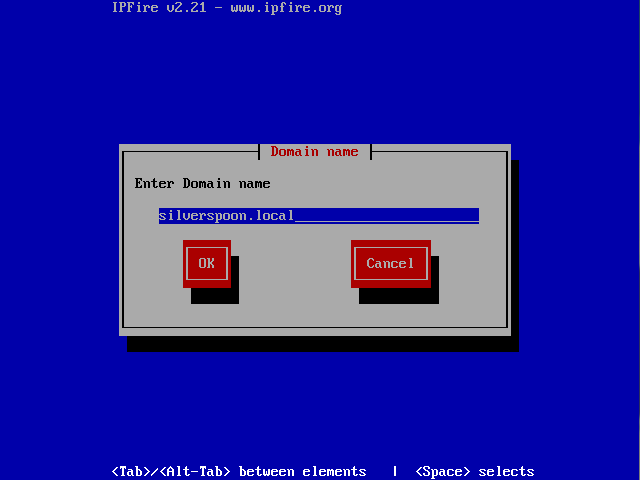 IPFire v2.21 - www.ipfire.org
Domain name
Enter Domain name
silverspoon.local
OK Cancel
<Tab>/<Alt-Tab> between elements | <Space> selects